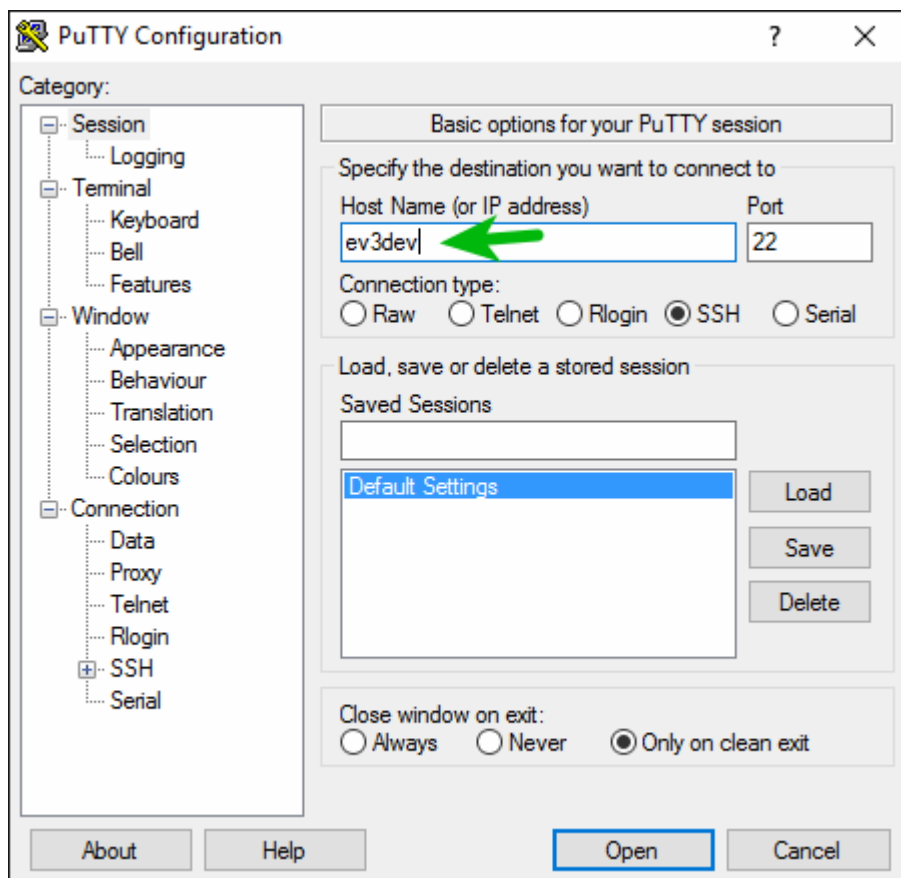 PuTTY Configuration
?
Category:
Session
Logging
Terminal
Keyboard
Bell
Features
Window
Appearance
Behaviour
Translation
Selection
Colours
Connection
Data
Proxy
Telnet
Rlogin
SSH
Serial
Basic options for your PuTTY session
Specify the destination you want to connect to
Host Name (or IP address) Port
ev3dev 22
Connection type:
Raw Telnet Rlogin SSH Serial
Load, save or delete a stored session
Saved Sessions
Default Settings
Load
Save
Delete
Close window on exit:
Always Never Only on clean exit
About Help Open Cancel